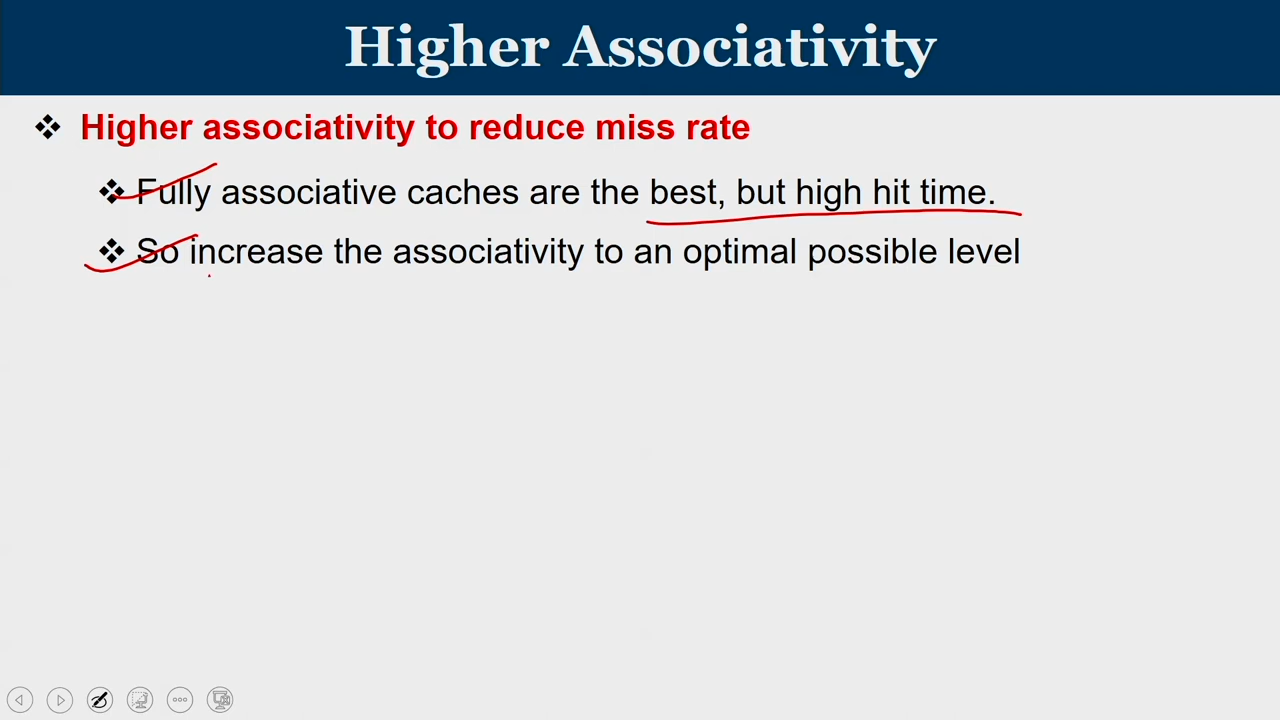 Higher Associativity
Higher associativity to reduce miss rate
Fully associative caches are the best, but high hit time.
So increase the associativity to an optimal possible level